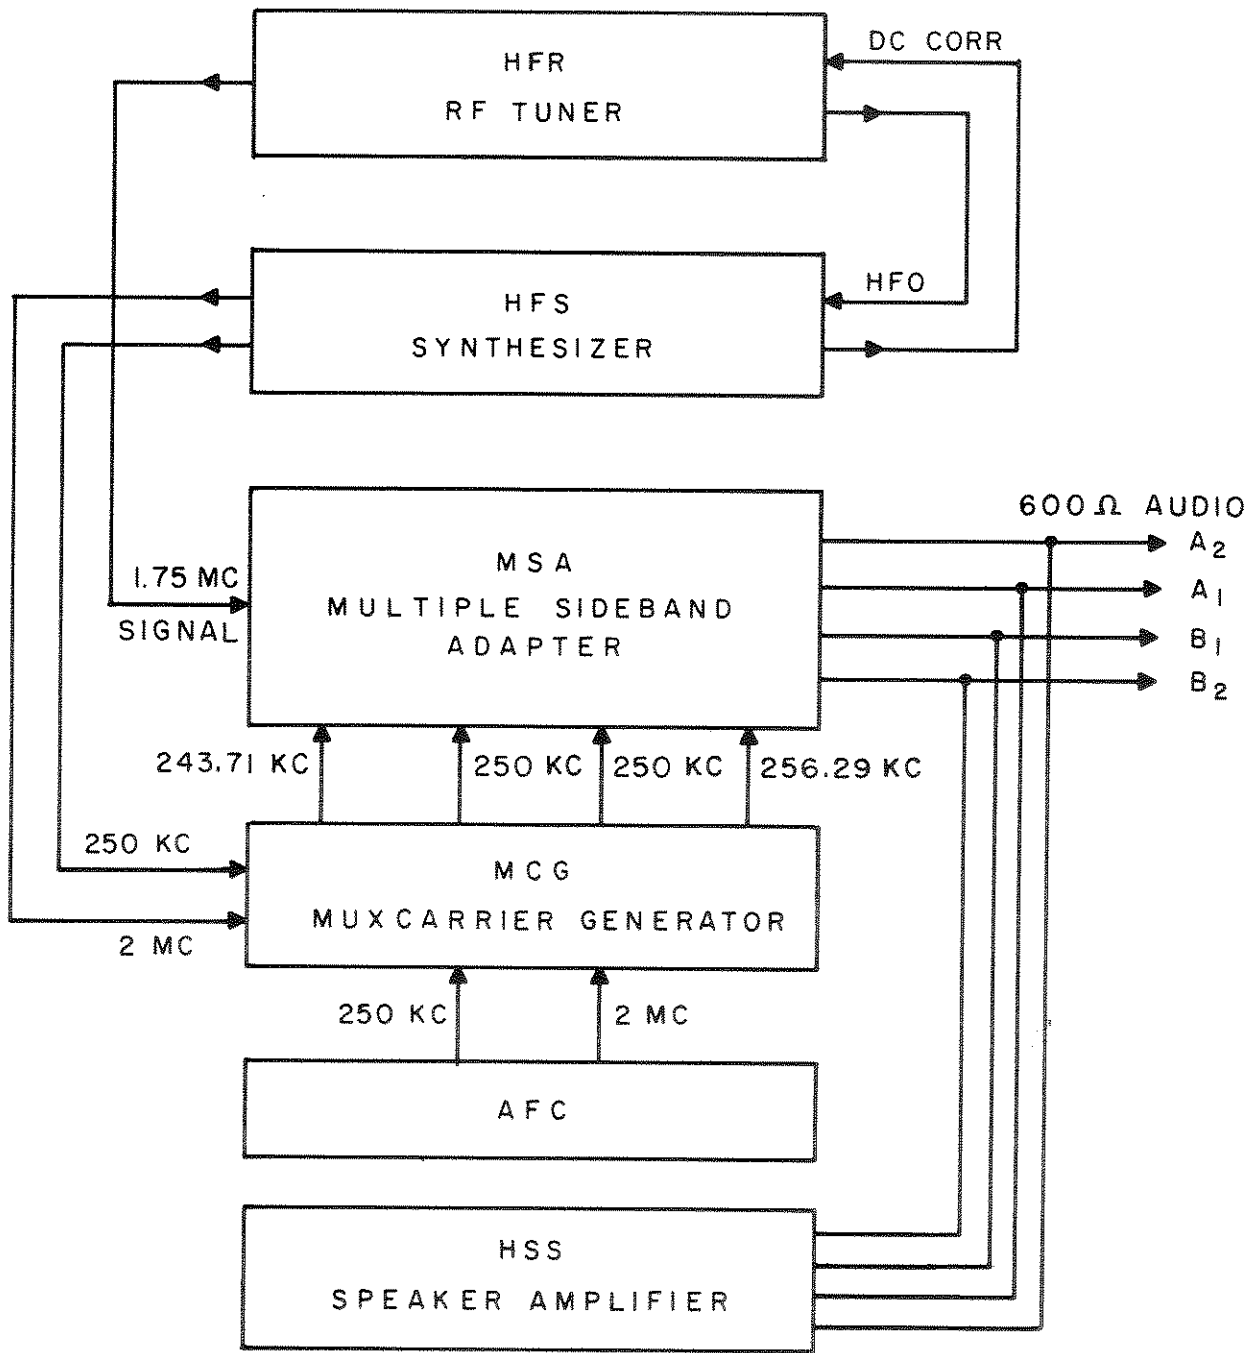 DC CORR
HFR
RF TUNER
HFO
HFS
SYNTHESIZER
600Ω AUDIO
A2
A1
B1
B2
1.75 MC
SIGNAL
MSA
MULTIPLE SIDEBAND
ADAPTER
243.71 KC
250 KC
250 KC
256.29 KC
250 KC
2 MC
MCG
MUXCARRIER GENERATOR
250 KC
2 MC
AFC
HSS
SPEAKER AMPLIFIER